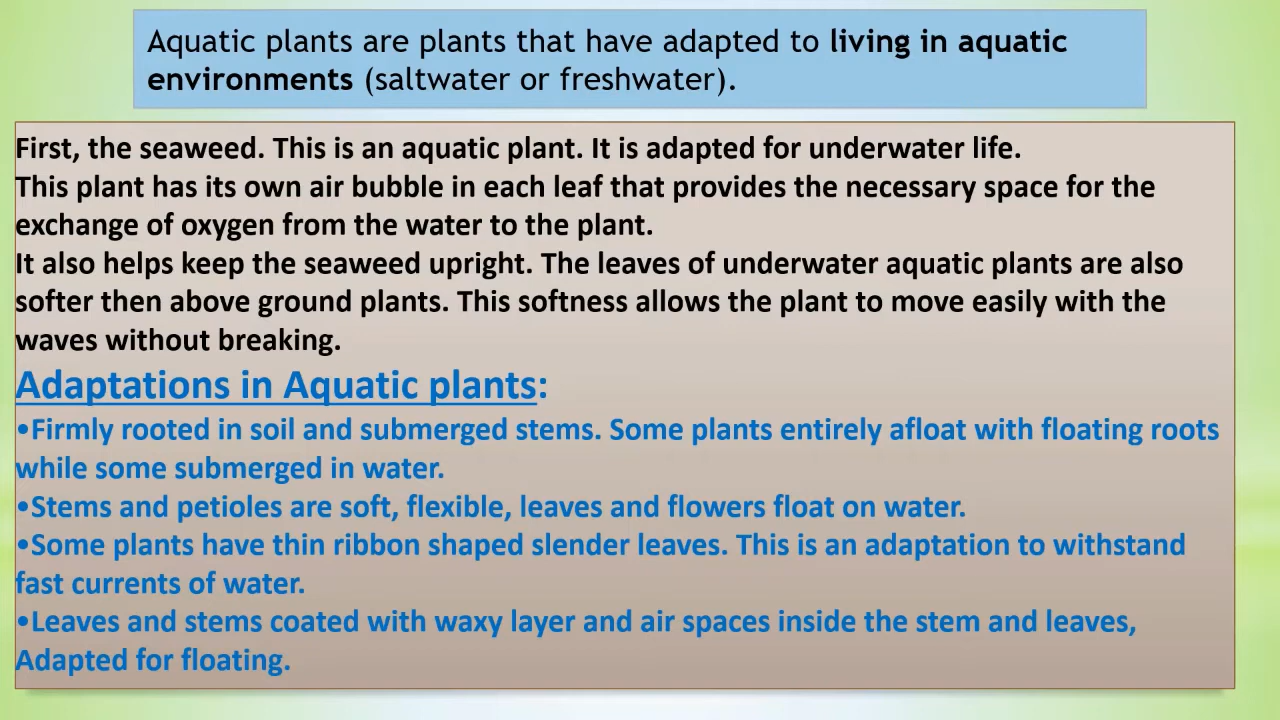 Aquatic plants are plants that have adapted to living in aquatic
environments (saltwater or freshwater).
First, the seaweed. This is an aquatic plant. It is adapted for underwater life.
This plant has its own air bubble in each leaf that provides the necessary space for the
exchange of oxygen from the water to the plant.
It also helps keep the seaweed upright. The leaves of underwater aquatic plants are also
softer then above ground plants. This softness allows the plant to move easily with the
waves without breaking.
Adaptations in Aquatic plants:
•Firmly rooted in soil and submerged stems. Some plants entirely afloat with floating roots
while some submerged in water.
•Stems and petioles are soft, flexible, leaves and flowers float on water.
•Some plants have thin ribbon shaped slender leaves. This is an adaptation to withstand
fast currents of water.
•Leaves and stems coated with waxy layer and air spaces inside the stem and leaves,
Adapted for floating.